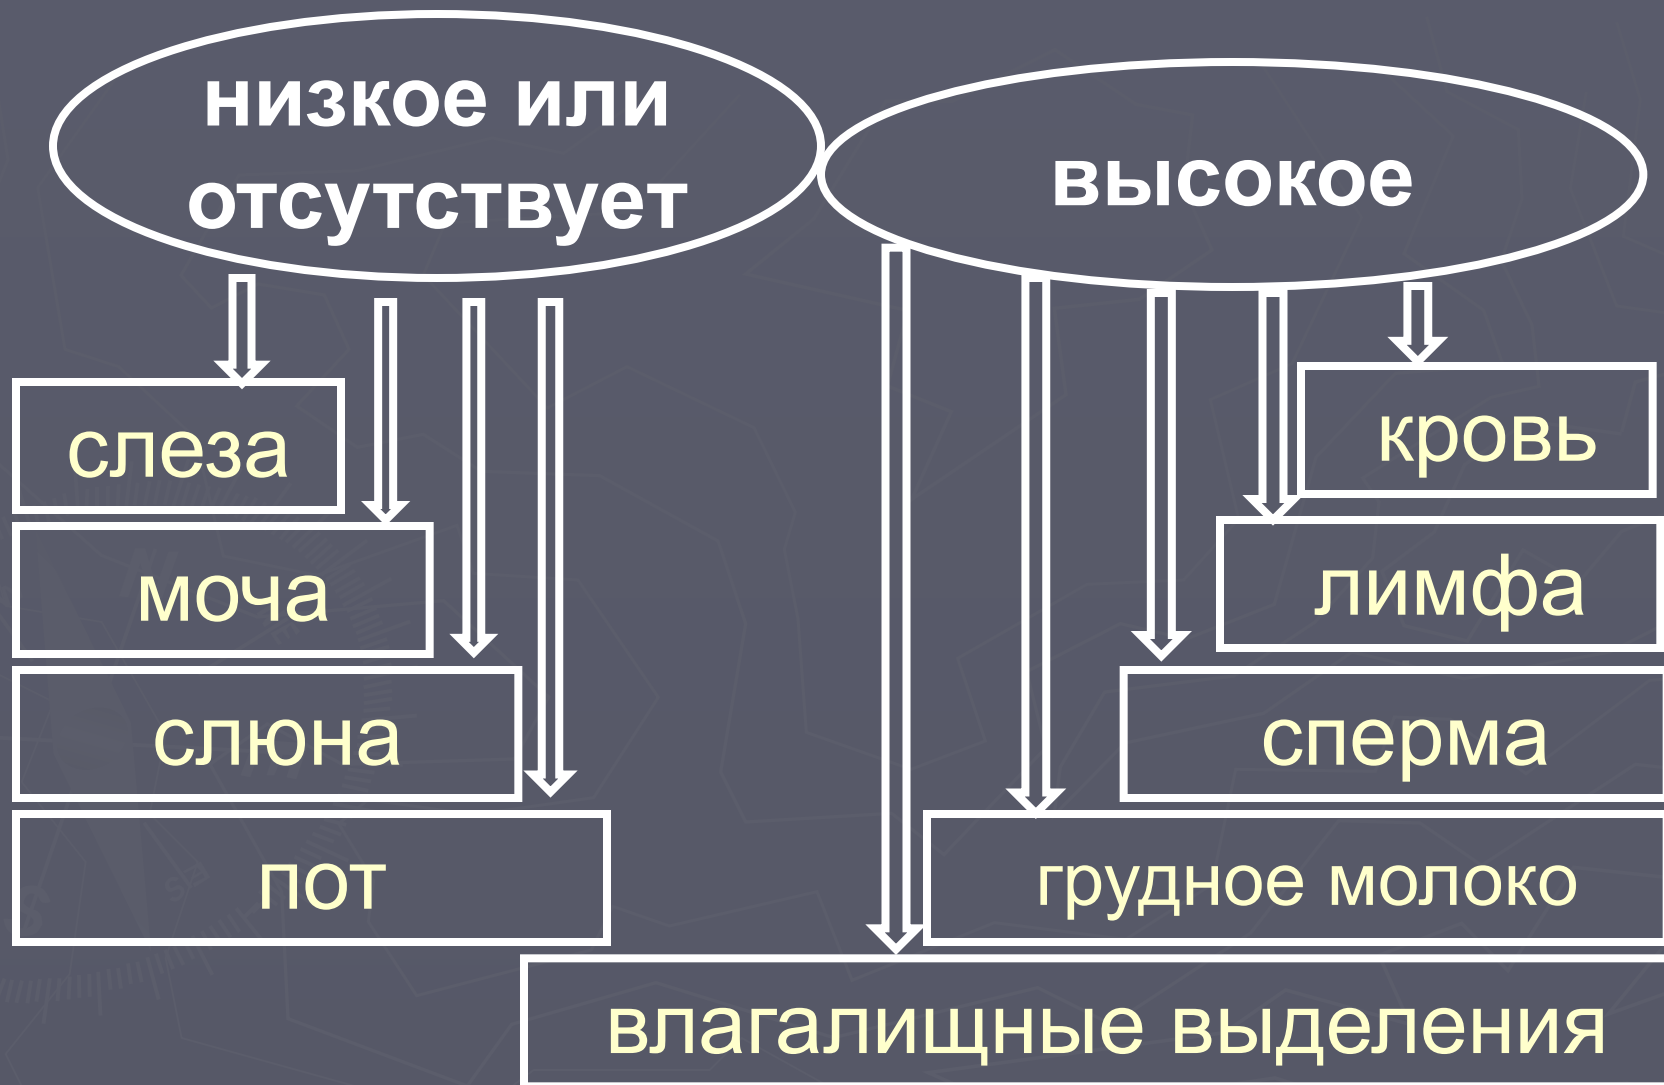 низкое или
отсутствует
высокое
слеза
моча
слюна
пот
кровь
лимфа
сперма
грудное молоко
влагалищные выделения